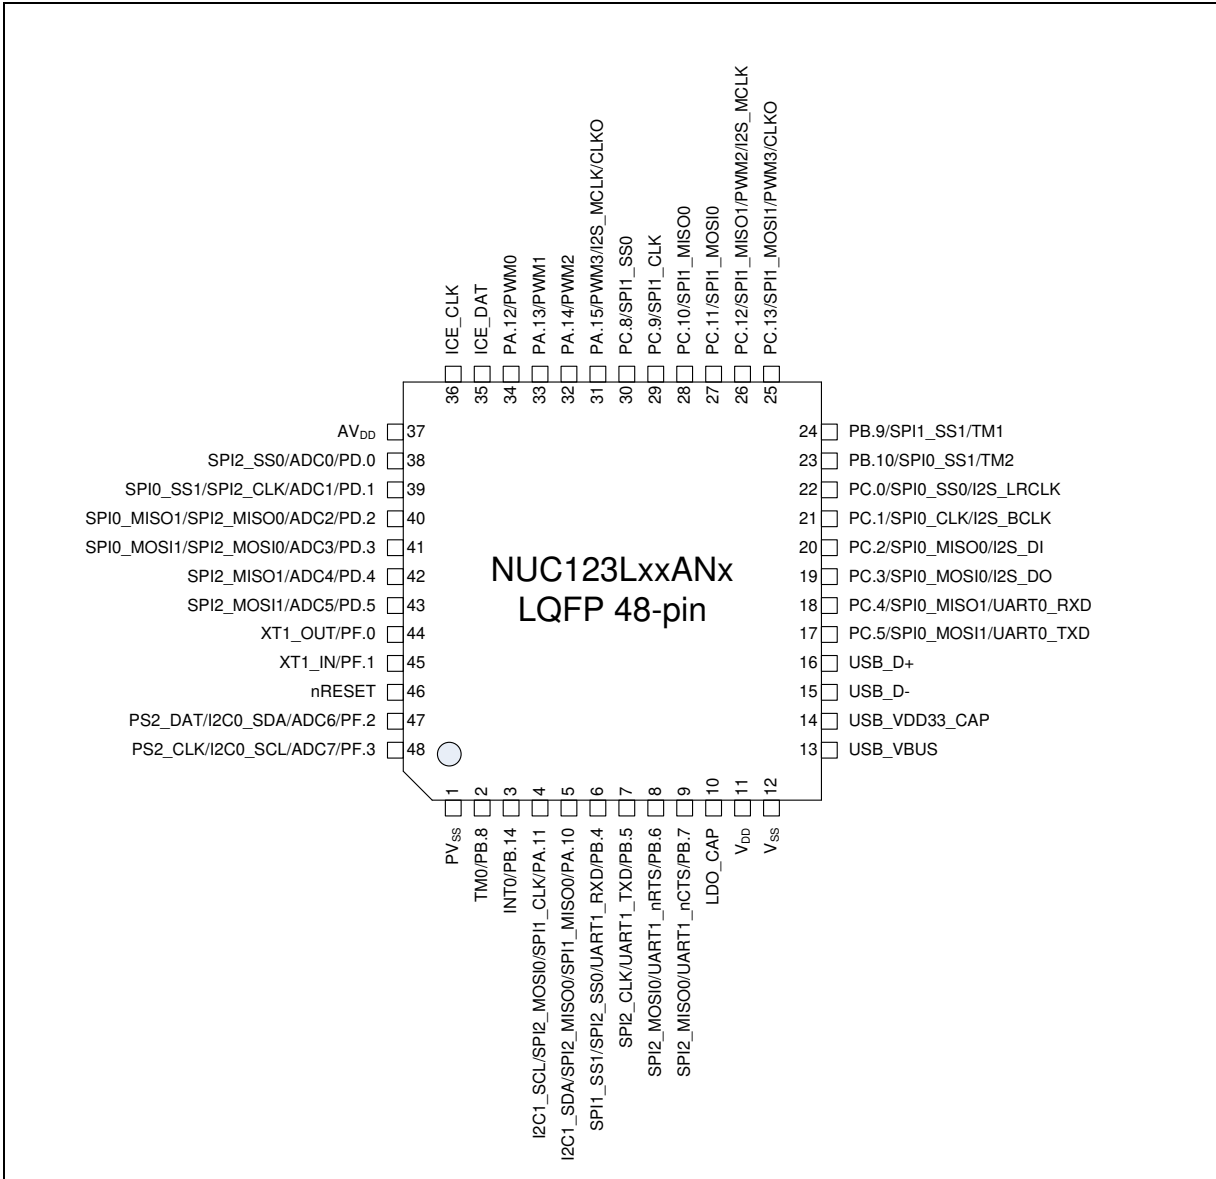 ICE_CLK
ICE_DAT
PA.12/PWM0
PA.13/PWM1
PA.14/PWM2
PA.15/PWM3/I2S_MCLK/CLKO
PC.8/SPI1_SS0
PC.9/SPI1_CLK
PC.10/SPI1_MISO0
PC.11/SPI1_MOSI0
PC.12/SPI1_MISO1/PWM2/I2S_MCLK
PC.13/SPI1_MOSI1/PWM3/CLKO
36
35
34
33
32
31
30
29
28
27
26
25
AVDD 37
SPI2_SS0/ADC0/PD.0 38
SPI0_SS1/SPI2_CLK/ADC1/PD.1 39
SPI0_MISO1/SPI2_MISO0/ADC2/PD.2 40
SPI0_MOSI1/SPI2_MOSI0/ADC3/PD.3 41
SPI2_MISO1/ADC4/PD.4 42
SPI2_MOSI1/ADC5/PD.5 43
XT1_OUT/PF.0 44
XT1_IN/PF.1 45
nRESET 46
PS2_DAT/I2C0_SDA/ADC6/PF.2 47
PS2_CLK/I2C0_SCL/ADC7/PF.3 48
NUC123LxxANx
LQFP 48-pin
24 PB.9/SPI1_SS1/TM1
23 PB.10/SPI0_SS1/TM2
22 PC.0/SPI0_SS0/I2S_LRCLK
21 PC.1/SPI0_CLK/I2S_BCLK
20 PC.2/SPI0_MISO0/I2S_DI
19 PC.3/SPI0_MOSI0/I2S_DO
18 PC.4/SPI0_MISO1/UART0_RXD
17 PC.5/SPI0_MOSI1/UART0_TXD
16 USB_D+
15 USB_D-
14 USB_VDD33_CAP
13 USB_VBUS
1
2
3
4
5
6
7
8
9
10
11
12
PVSS
TM0/PB.8
INT0/PB.14
I2C1_SCL/SPI2_MOSI0/SPI1_CLK/PA.11
I2C1_SDA/SPI2_MISO0/SPI1_MISO0/PA.10
SPI1_SS1/SPI2_SS0/UART1_RXD/PB.4
SPI2_CLK/UART1_TXD/PB.5
SPI2_MOSI0/UART1_nRTS/PB.6
SPI2_MISO0/UART1_nCTS/PB.7
LDO_CAP
VDD
VSS